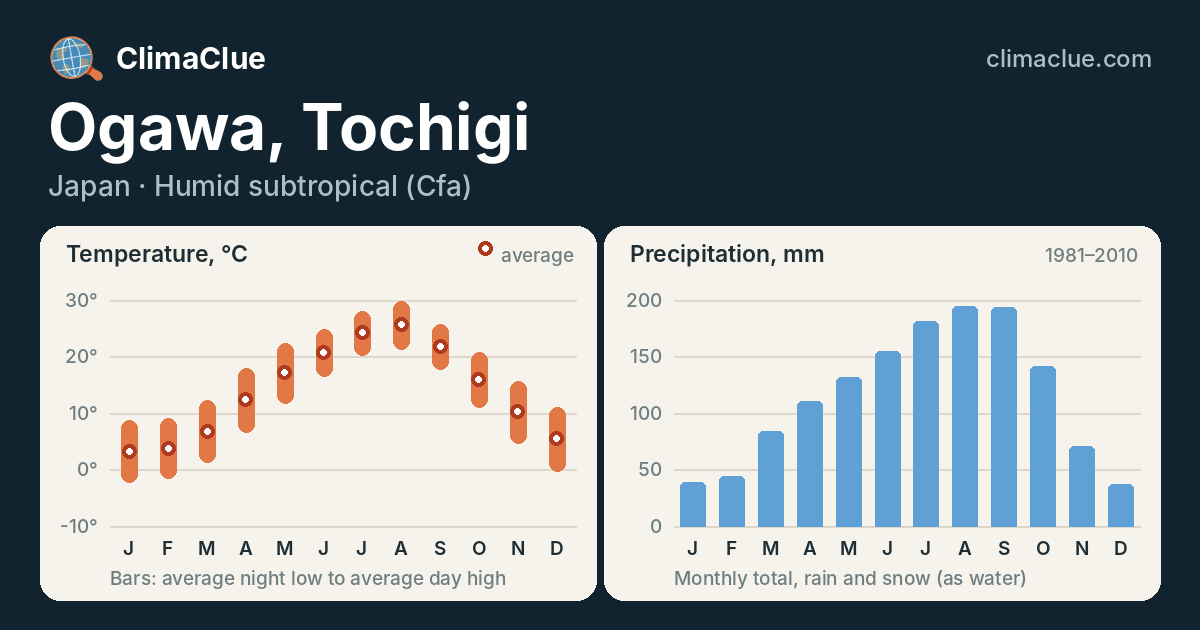 ClimaClue
climaclue.com
Ogawa, Tochigi
Japan · Humid subtropical (Cfa)
Temperature, °C
average
30°
20°
10°
0°
-10°
J F M A M J J A S O N D
Bars: average night low to average day high
Precipitation, mm
1981–2010
200
150
100
50
0
J F M A M J J A S O N D
Monthly total, rain and snow (as water)